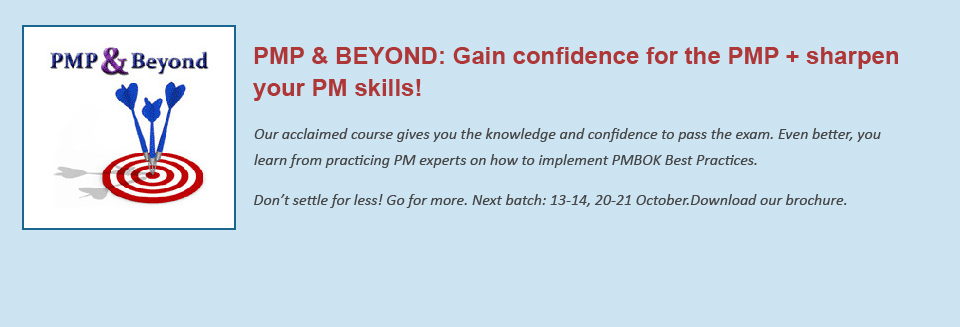 PMP & Beyond
PMP & BEYOND: Gain confidence for the PMP + sharpen
your PM skills!
Our acclaimed course gives you the knowledge and confidence to pass the exam. Even better, you
learn from practicing PM experts on how to implement PMBOK Best Practices.
Don’t settle for less! Go for more. Next batch: 13-14, 20-21 October.Download our brochure.